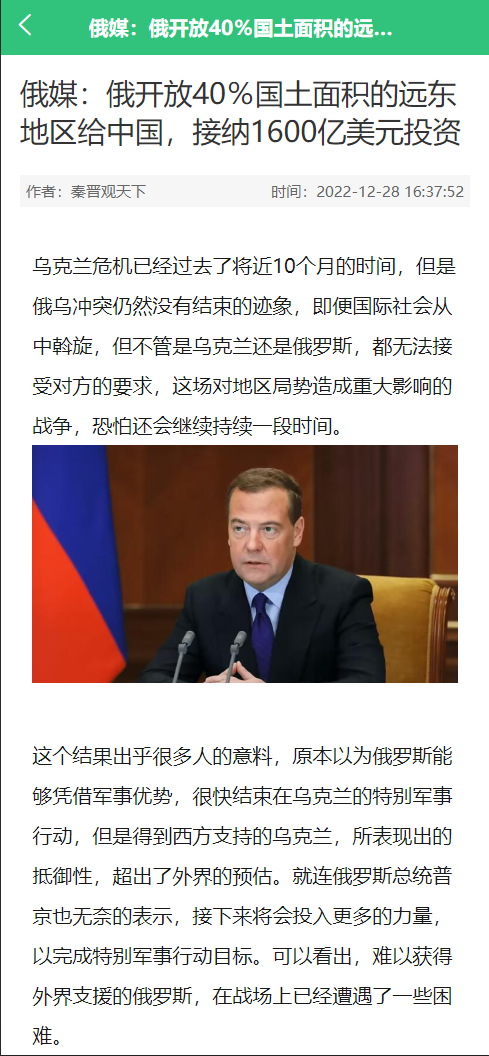 俄媒：俄开放40%国土面积的远...
俄媒：俄开放40%国土面积的远东
地区给中国，接纳1600亿美元投资
作者：秦晋观天下
时间：2022-12-28 16:37:52
乌克兰危机已经过去了将近10个月的时间，但是
俄乌冲突仍然没有结束的迹象，即便国际社会从
中斡旋，但不管是乌克兰还是俄罗斯，都无法接
受对方的要求，这场对地区局势造成重大影响的
战争，恐怕还会继续持续一段时间。
这个结果出乎很多人的意料，原本以为俄罗斯能
够凭借军事优势，很快结束在乌克兰的特别军事
行动，但是得到西方支持的乌克兰，所表现出的
抵御性，超出了外界的预估。就连俄罗斯总统普
京也无奈的表示，接下来将会投入更多的力量，
以完成特别军事行动目标。可以看出，难以获得
外界支援的俄罗斯，在战场上已经遭遇了一些困
难。